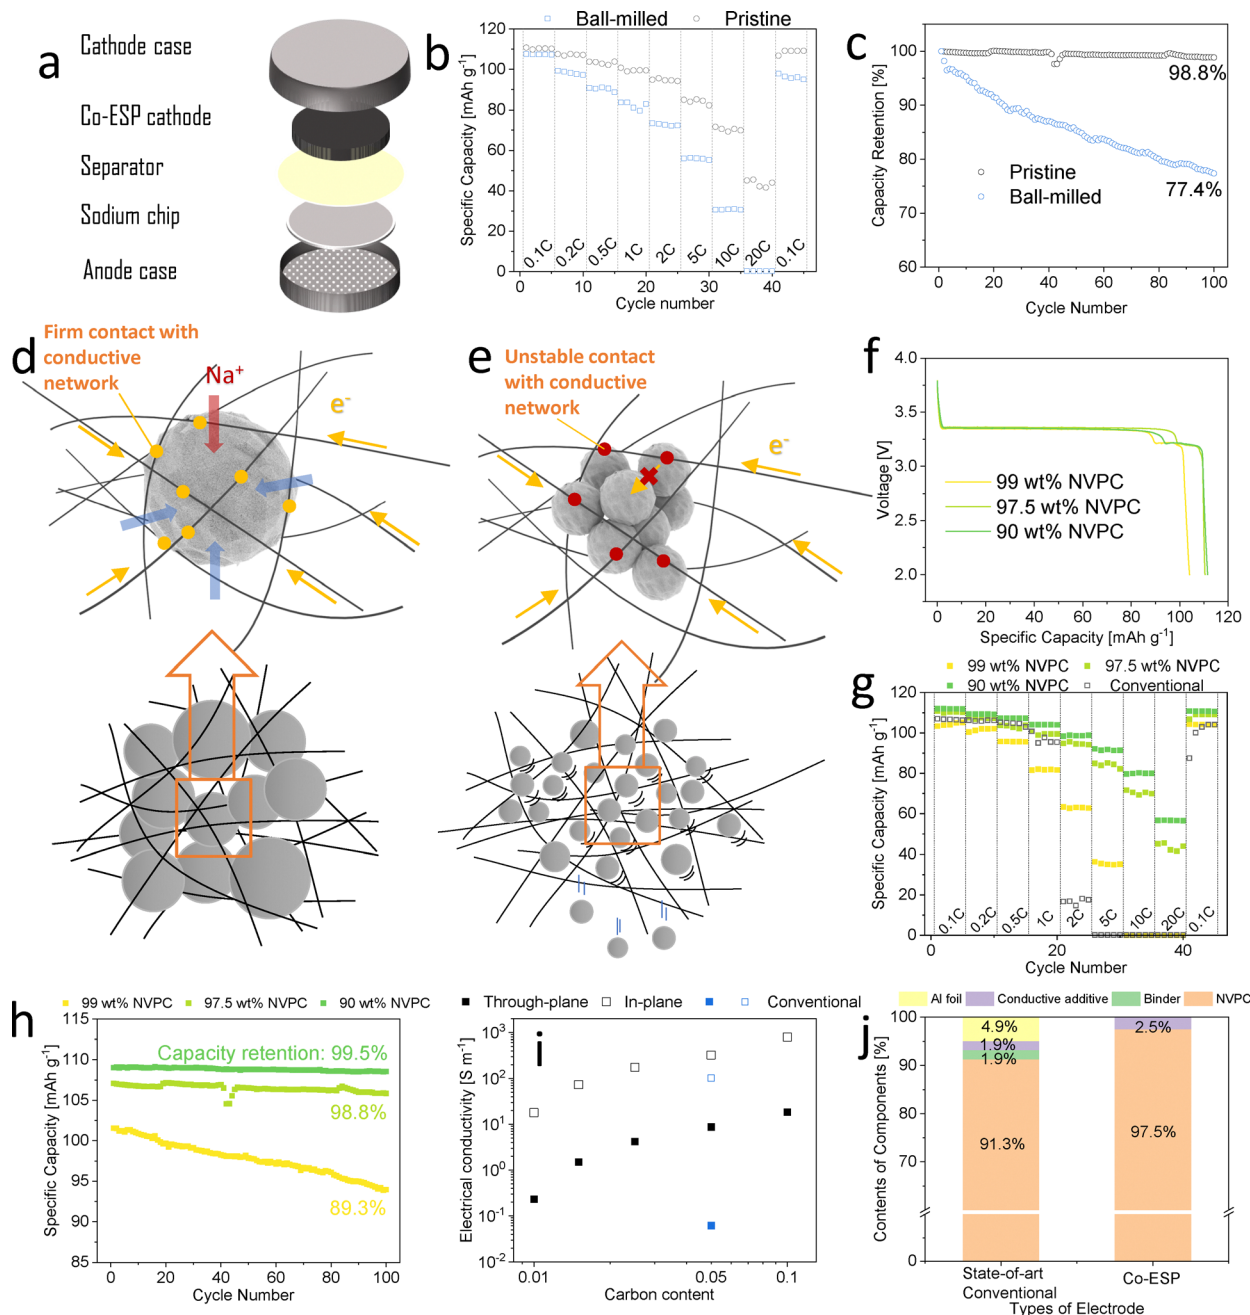 a
Cathode case
Co-ESP cathode
Separator
Sodium chip
Anode case
b
Ball-milled
Pristine
Specific Capacity [mAh g⁻¹]
120
100
80
60
40
20
0
0.1C
0.2C
0.5C
1C
2C
5C
10C
20C
0.1C
0
10
20
30
40
Cycle number
c
Capacity Retention [%]
100
90
80
70
60
98.8%
77.4%
Pristine
Ball-milled
0
20
40
60
80
100
Cycle Number
d
Firm contact with
conductive
network
Na⁺
e⁻
e
Unstable contact
with conductive
network
e⁻
f
Voltage [V]
4.0
3.5
3.0
2.5
2.0
99 wt% NVPC
97.5 wt% NVPC
90 wt% NVPC
0
20
40
60
80
100
120
Specific Capacity [mAh g⁻¹]
g
99 wt% NVPC
97.5 wt% NVPC
90 wt% NVPC
Conventional
Specific Capacity [mAh g⁻¹]
120
100
80
60
40
20
0
0.1C
0.2C
0.5C
1C
2C
5C
10C
20C
0.1C
0
20
40
Cycle Number
h
99 wt% NVPC
97.5 wt% NVPC
90 wt% NVPC
Specific Capacity [mAh g⁻¹]
115
110
105
100
95
90
85
Capacity retention: 99.5%
98.8%
89.3%
0
20
40
60
80
100
Cycle Number
i
Through-plane
In-plane
Conventional
Electrical conductivity [S m⁻¹]
10³
10²
10¹
10⁰
10⁻¹
10⁻²
0.01
0.05
0.1
Carbon content
j
Al foil
Conductive additive
Binder
NVPC
Contents of Components [%]
100
90
80
70
0
4.9%
1.9%
1.9%
91.3%
2.5%
97.5%
State-of-art
Conventional
Co-ESP
Types of Electrode